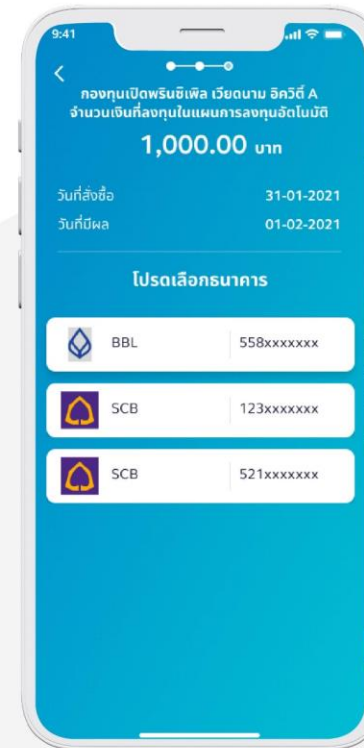 9:41
กองทุนเปิดพรินซิเพิล เวียดนาม อิควิตี้ A
จำนวนเงินที่ลงทุนในแผนการลงทุนอัตโนมัติ
1,000.00 บาท
วันที่สั่งซื้อ 31-01-2021
วันที่มีผล 01-02-2021
โปรดเลือกธนาคาร
BBL 558xxxxxxx
SCB 123xxxxxxx
SCB 521xxxxxxx